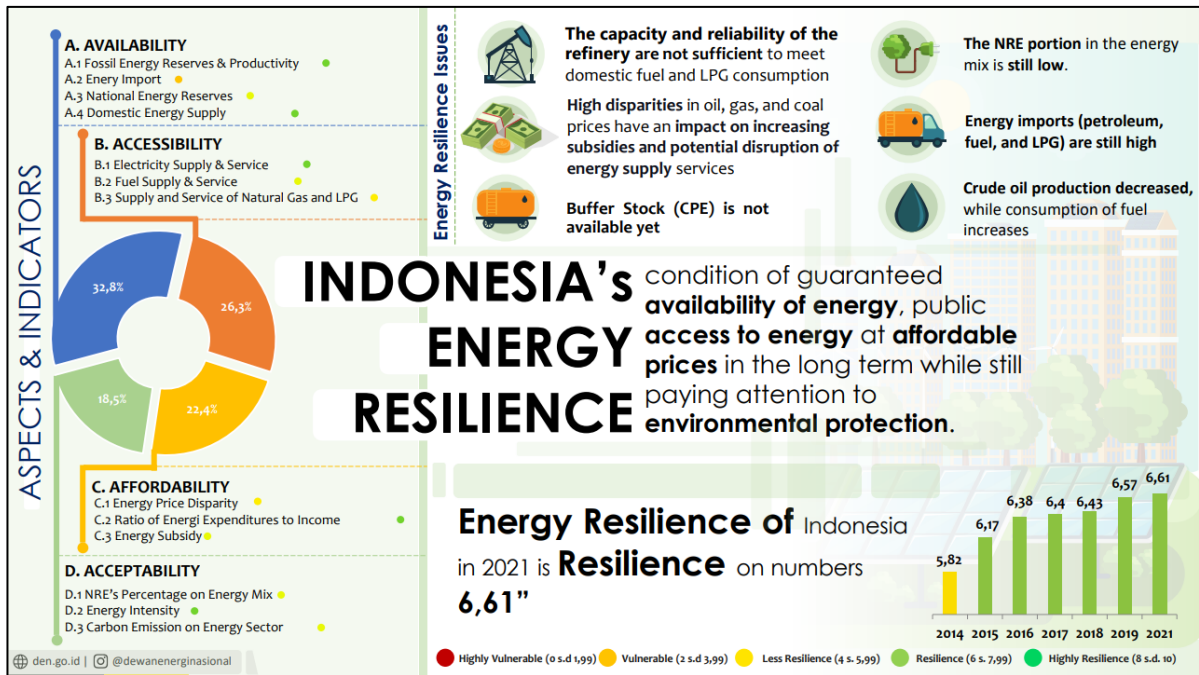 ASPECTS & INDICATORS
A. AVAILABILITY
A.1 Fossil Energy Reserves & Productivity
A.2 Enery Import
A.3 National Energy Reserves
A.4 Domestic Energy Supply
B. ACCESSIBILITY
B.1 Electricity Supply & Service
B.2 Fuel Supply & Service
B.3 Supply and Service of Natural Gas and LPG
32,8%
26,3%
18,5%
22,4%
C. AFFORDABILITY
C.1 Energy Price Disparity
C.2 Ratio of Energi Expenditures to Income
C.3 Energy Subsidy
D. ACCEPTABILITY
D.1 NRE's Percentage on Energy Mix
D.2 Energy Intensity
D.3 Carbon Emission on Energy Sector
den.go.id | @dewanenerginasional
Energy Resilience Issues
The capacity and reliability of the
refinery are not sufficient to meet
domestic fuel and LPG consumption
High disparities in oil, gas, and coal
prices have an impact on increasing
subsidies and potential disruption of
energy supply services
Buffer Stock (CPE) is not
available yet
The NRE portion in the energy
mix is still low.
Energy imports (petroleum,
fuel, and LPG) are still high
Crude oil production decreased,
while consumption of fuel
increases
INDONESIA's
ENERGY
RESILIENCE
condition of guaranteed
availability of energy, public
access to energy at affordable
prices in the long term while still
paying attention to
environmental protection.
Energy Resilience of Indonesia
in 2021 is Resilience on numbers
6,61”
5,82
6,17
6,38
6,4
6,43
6,57
6,61
2014 2015 2016 2017 2018 2019 2021
Highly Vulnerable (0 s.d 1,99) Vulnerable (2 s.d 3,99) Less Resilience (4 s. 5,99) Resilience (6 s. 7,99) Highly Resilience (8 s.d. 10)